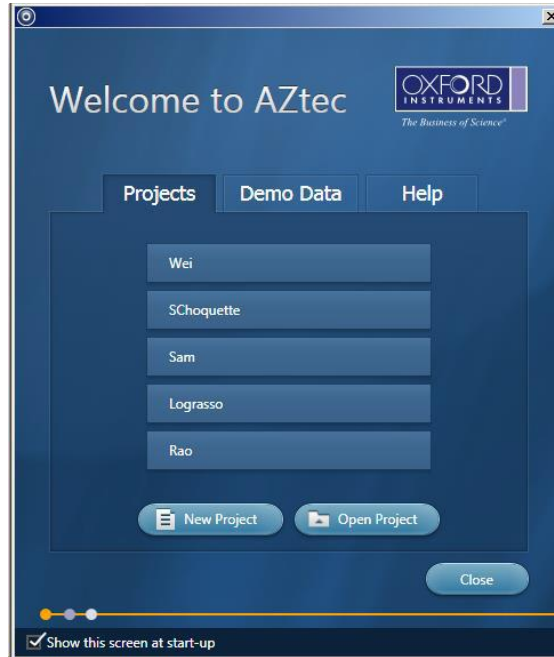 Welcome to AZtec
OXFORD
INSTRUMENTS
The Business of Science®
Projects
Demo Data
Help
Wei
SChoquette
Sam
Lograsso
Rao
New Project
Open Project
Close
Show this screen at start-up